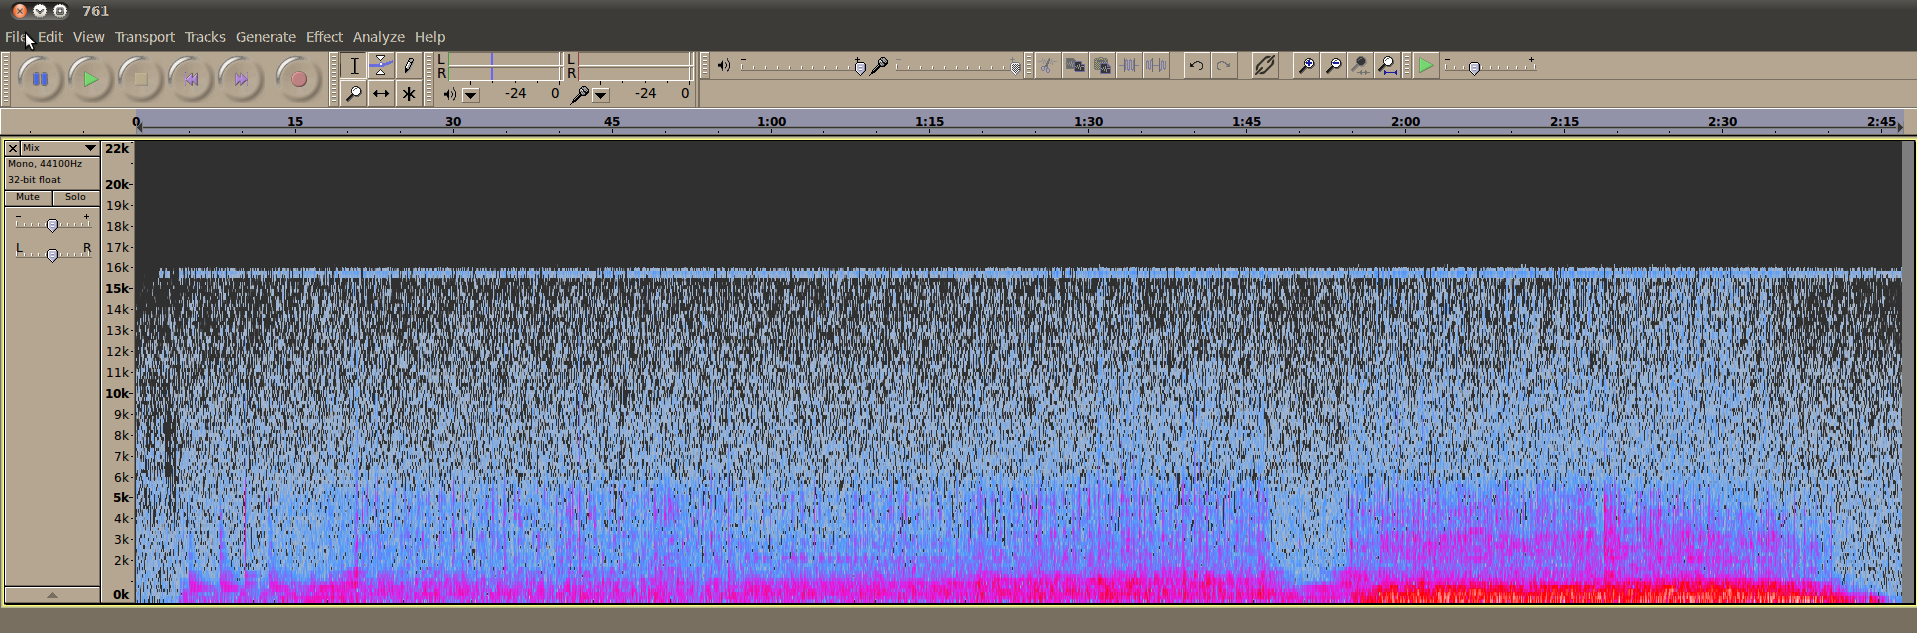 761
File Edit View Transport Tracks Generate Effect Analyze Help
L L
R R
-24 0 -24 0
- + - +
0 15 30 45 1:00 1:15 1:30 1:45 2:00 2:15 2:30 2:45
Mix
Mono, 44100Hz
32-bit float
Mute Solo
- +
L R
22k
20k
19k
18k
17k
16k
15k
14k
13k
12k
11k
10k
9k
8k
7k
6k
5k
4k
3k
2k
0k